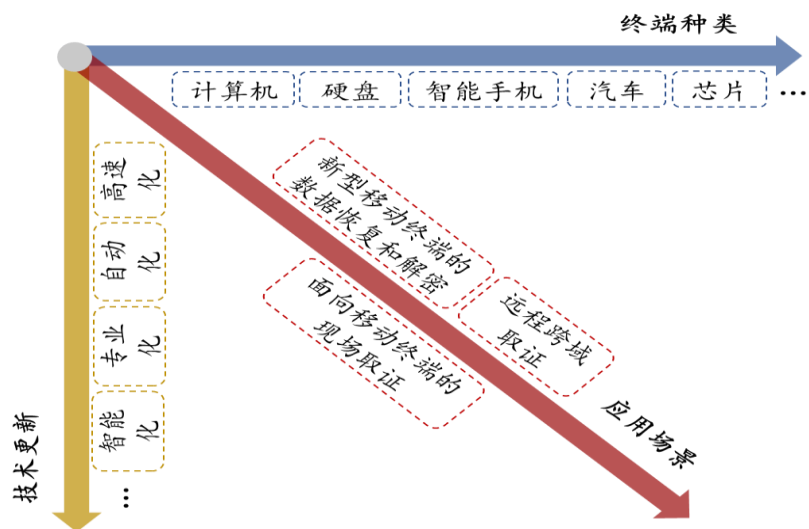 终端种类
计算机
硬盘
智能手机
汽车
芯片
...
高速
化
自动
化
专业
化
智能
化
...
技术更新
新型移动终端的
数据恢复和解密
面向移动终端的
现场取证
远程跨域
取证
应用场景